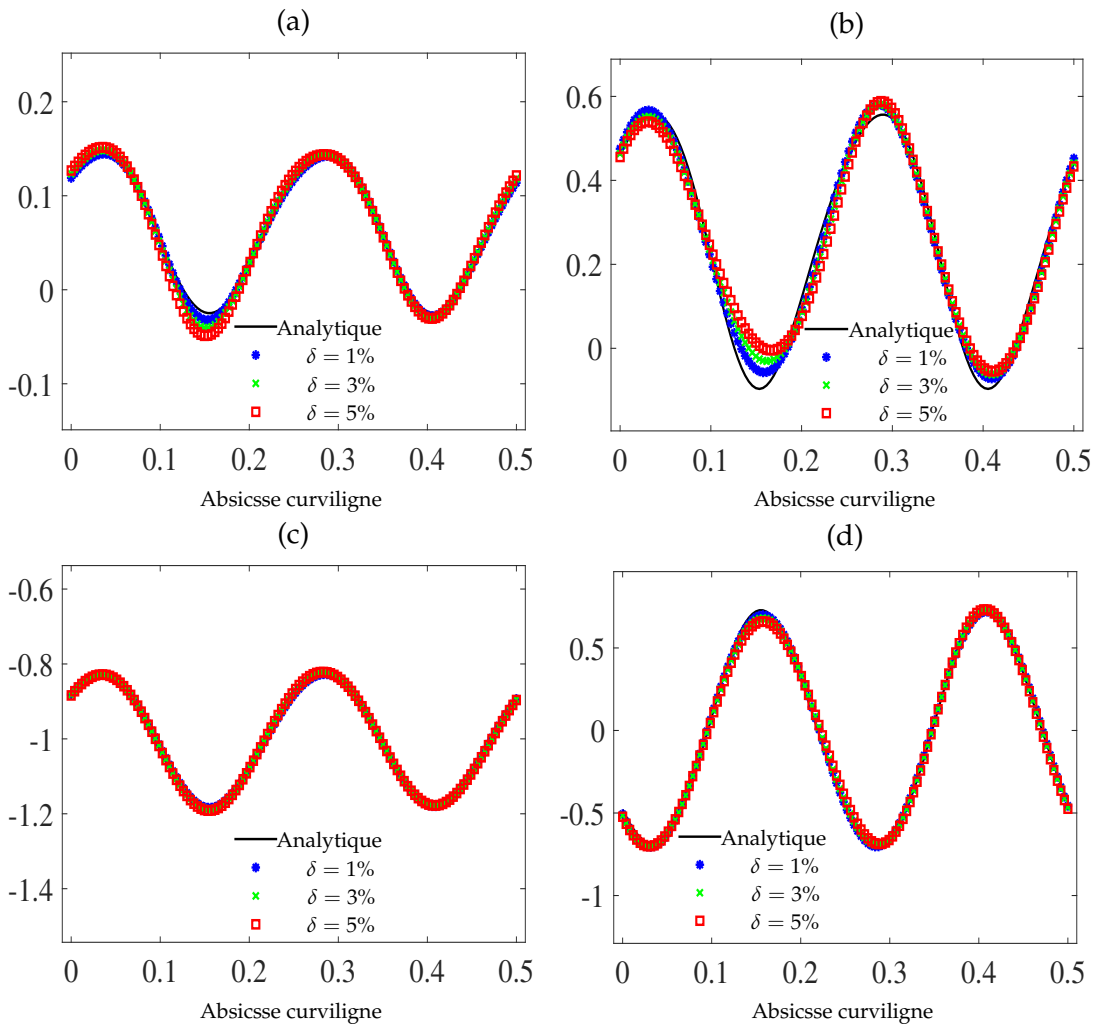 (a)
0.2
0.1
0
-0.1
Analytique
δ = 1%
δ = 3%
δ = 5%
0 0.1 0.2 0.3 0.4 0.5
Absicsse curviligne
(b)
0.6
0.4
0.2
0
Analytique
δ = 1%
δ = 3%
δ = 5%
0 0.1 0.2 0.3 0.4 0.5
Absicsse curviligne
(c)
-0.6
-0.8
-1
-1.2
-1.4
Analytique
δ = 1%
δ = 3%
δ = 5%
0 0.1 0.2 0.3 0.4 0.5
Absicsse curviligne
(d)
0.5
0
-0.5
-1
Analytique
δ = 1%
δ = 3%
δ = 5%
0 0.1 0.2 0.3 0.4 0.5
Absicsse curviligne